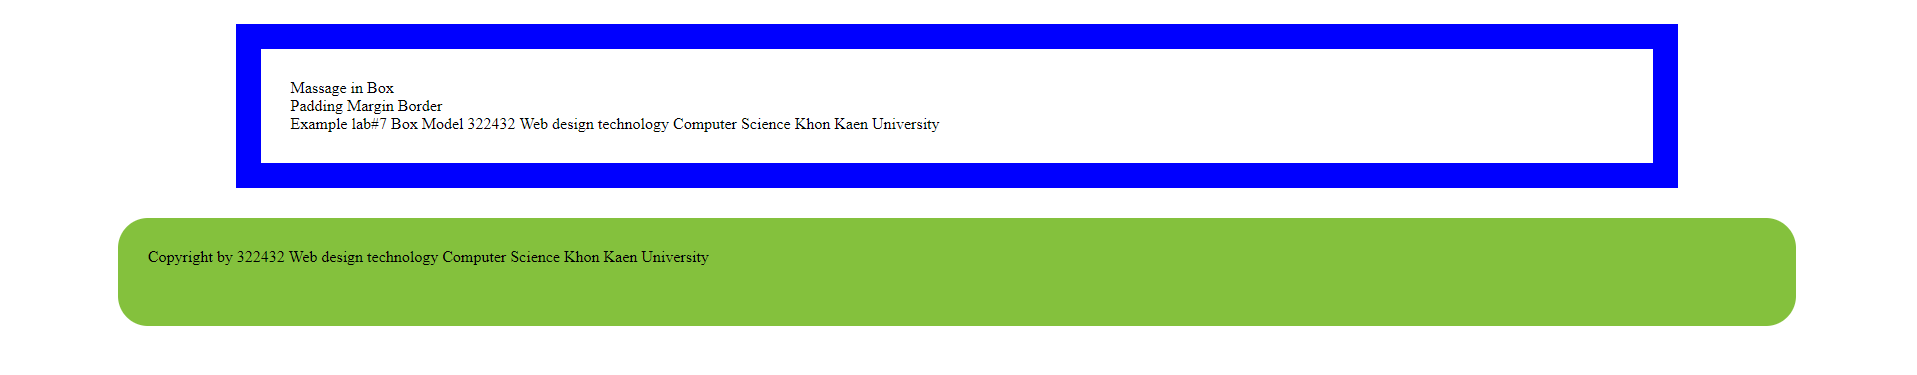 Massage in Box
Padding Margin Border
Example lab#7 Box Model 322432 Web design technology Computer Science Khon Kaen University
Copyright by 322432 Web design technology Computer Science Khon Kaen University